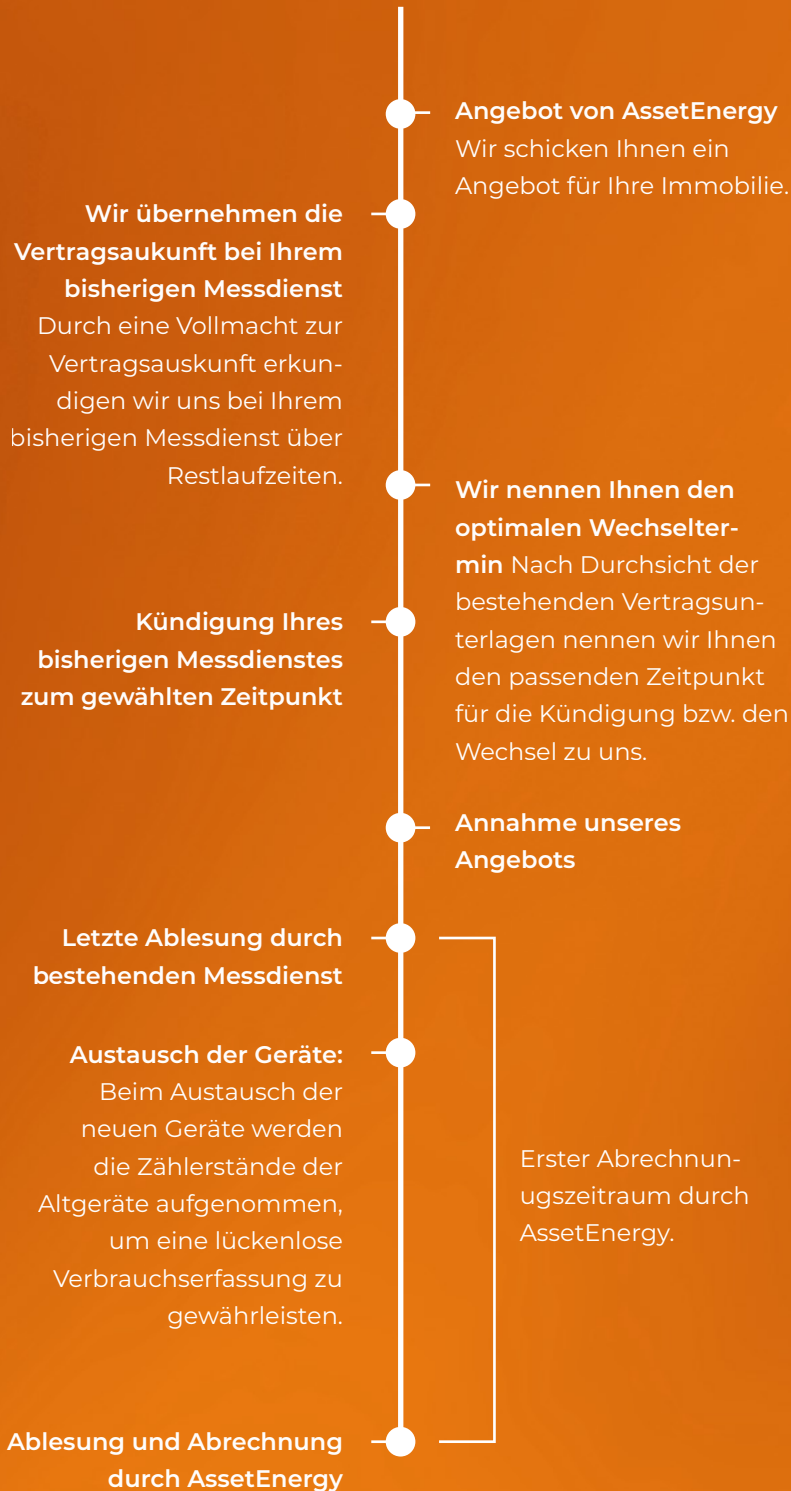 Angebot von AssetEnergy
Wir schicken Ihnen ein
Angebot für Ihre Immobilie.
Wir übernehmen die
Vertragsaukunft bei Ihrem
bisherigen Messdienst
Durch eine Vollmacht zur
Vertragsauskunft erkun-
digen wir uns bei Ihrem
bisherigen Messdienst über
Restlaufzeiten.
Wir nennen Ihnen den
optimalen Wechselter-
min Nach Durchsicht der
bestehenden Vertragsun-
terlagen nennen wir Ihnen
den passenden Zeitpunkt
für die Kündigung bzw. den
Wechsel zu uns.
Kündigung Ihres
bisherigen Messdienstes
zum gewählten Zeitpunkt
Annahme unseres
Angebots
Letzte Ablesung durch
bestehenden Messdienst
Austausch der Geräte:
Beim Austausch der
neuen Geräte werden
die Zählerstände der
Altgeräte aufgenommen,
um eine lückenlose
Verbrauchserfassung zu
gewährleisten.
Erster Abrechnun-
ugszeitraum durch
AssetEnergy.
Ablesung und Abrechnung
durch AssetEnergy